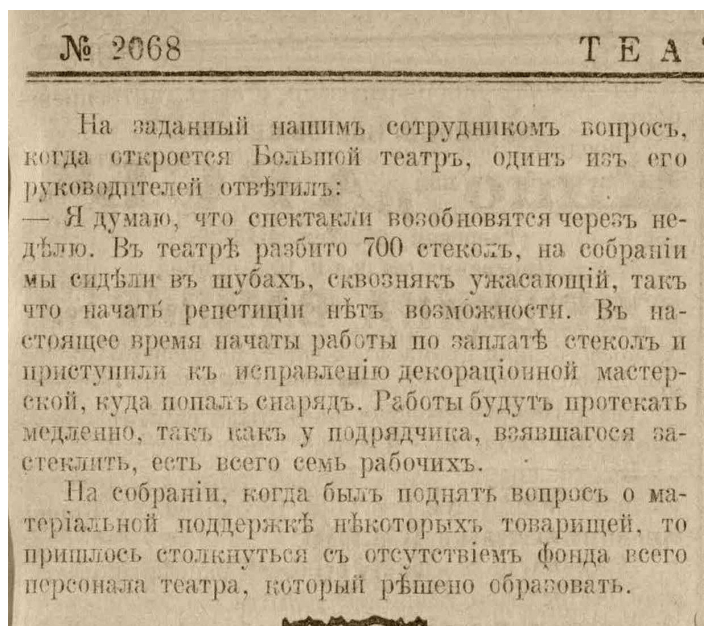 № 2068
ТЕА
На заданный нашимъ сотрудникомъ вопросъ,
когда откроется Большой театръ, одинъ изъ его
руководителей отвѣтилъ:
— Я думаю, что спектакли возобновятся черезъ не-
дѣлю. Въ театрѣ разбито 700 стеколъ, на собраніи
мы сидѣли въ шубахъ, сквознякъ ужасающій, такъ
что начать репетиціи нѣтъ возможности. Въ на-
стоящее время начаты работы по заплатѣ стеколъ и
приступили къ исправленію декораціонной мастер-
ской, куда попалъ снарядъ. Работы будутъ протекать
медленно, такъ какъ у подрядчика, взявшагося за-
стеклить, есть всего семь рабочихъ.
На собраніи, когда былъ поднятъ вопросъ о ма-
теріальной поддержкѣ нѣкоторыхъ товарищей, то
пришлось столкнуться съ отсутствіемъ фонда всего
персонала театра, который рѣшено образовать.